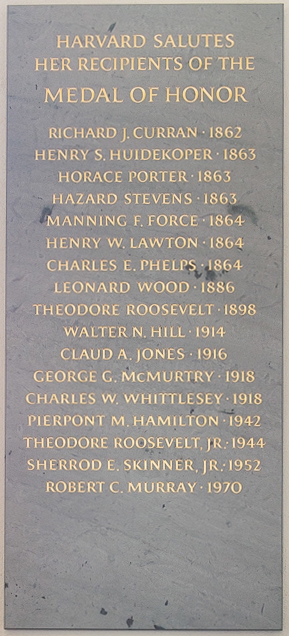 HARVARD SALUTES
HER RECIPIENTS OF THE
MEDAL OF HONOR
RICHARD J. CURRAN · 1862
HENRY S. HUIDEKOPER · 1863
HORACE PORTER · 1863
HAZARD STEVENS · 1863
MANNING F. FORCE · 1864
HENRY W. LAWTON · 1864
CHARLES E. PHELPS · 1864
LEONARD WOOD · 1886
THEODORE ROOSEVELT · 1898
WALTER N. HILL · 1914
CLAUD A. JONES · 1916
GEORGE G. McMURTRY · 1918
CHARLES W. WHITTLESEY · 1918
PIERPONT M. HAMILTON · 1942
THEODORE ROOSEVELT, JR. · 1944
SHERROD E. SKINNER, JR. · 1952
ROBERT C. MURRAY · 1970